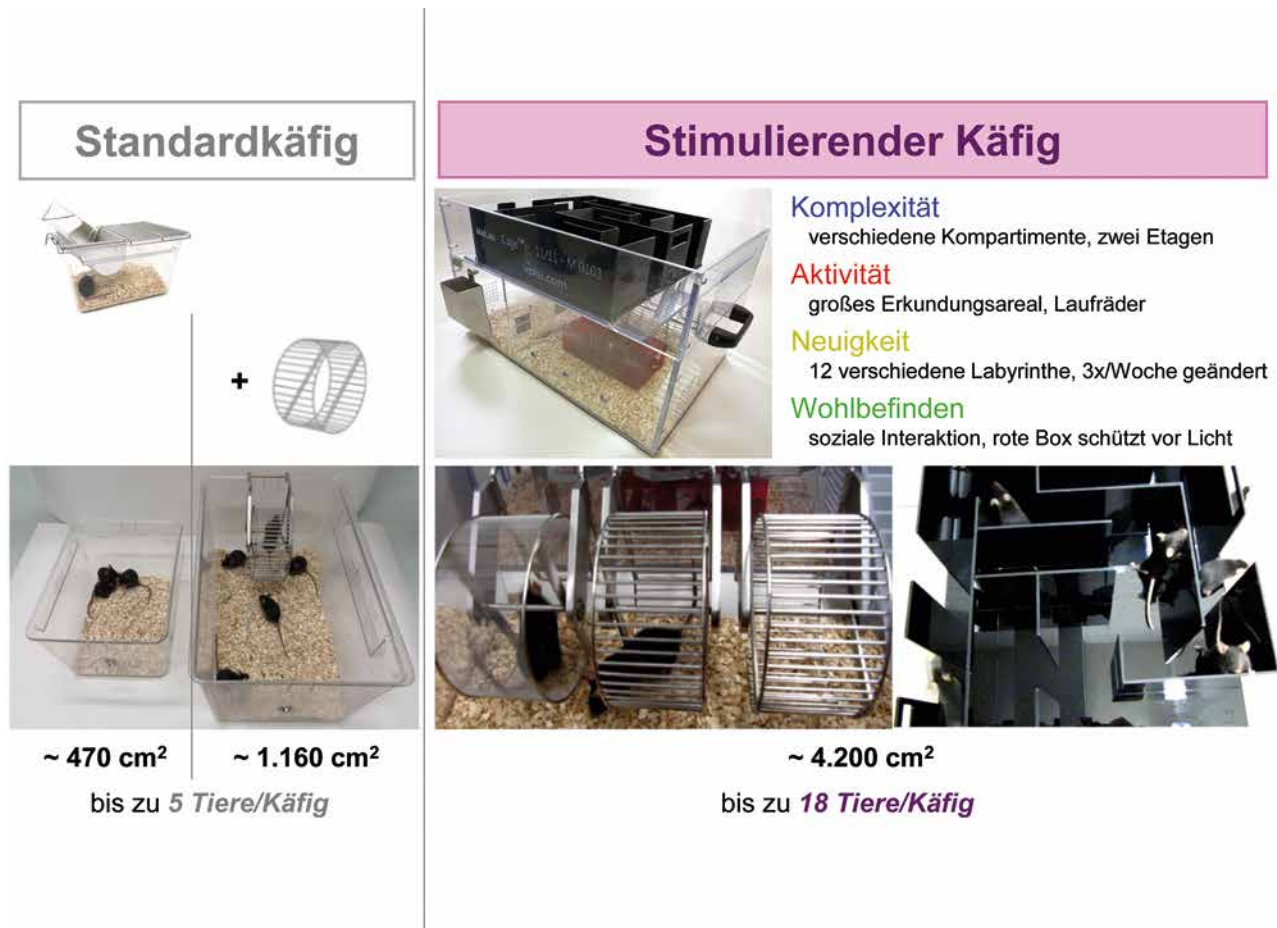 Standardkäfig
+
~ 470 cm²
~ 1.160 cm²
bis zu 5 Tiere/Käfig
Stimulierender Käfig
Komplexität
verschiedene Kompartimente, zwei Etagen
Aktivität
großes Erkundungsareal, Laufräder
Neuigkeit
12 verschiedene Labyrinthe, 3x/Woche geändert
Wohlbefinden
soziale Interaktion, rote Box schützt vor Licht
~ 4.200 cm²
bis zu 18 Tiere/Käfig